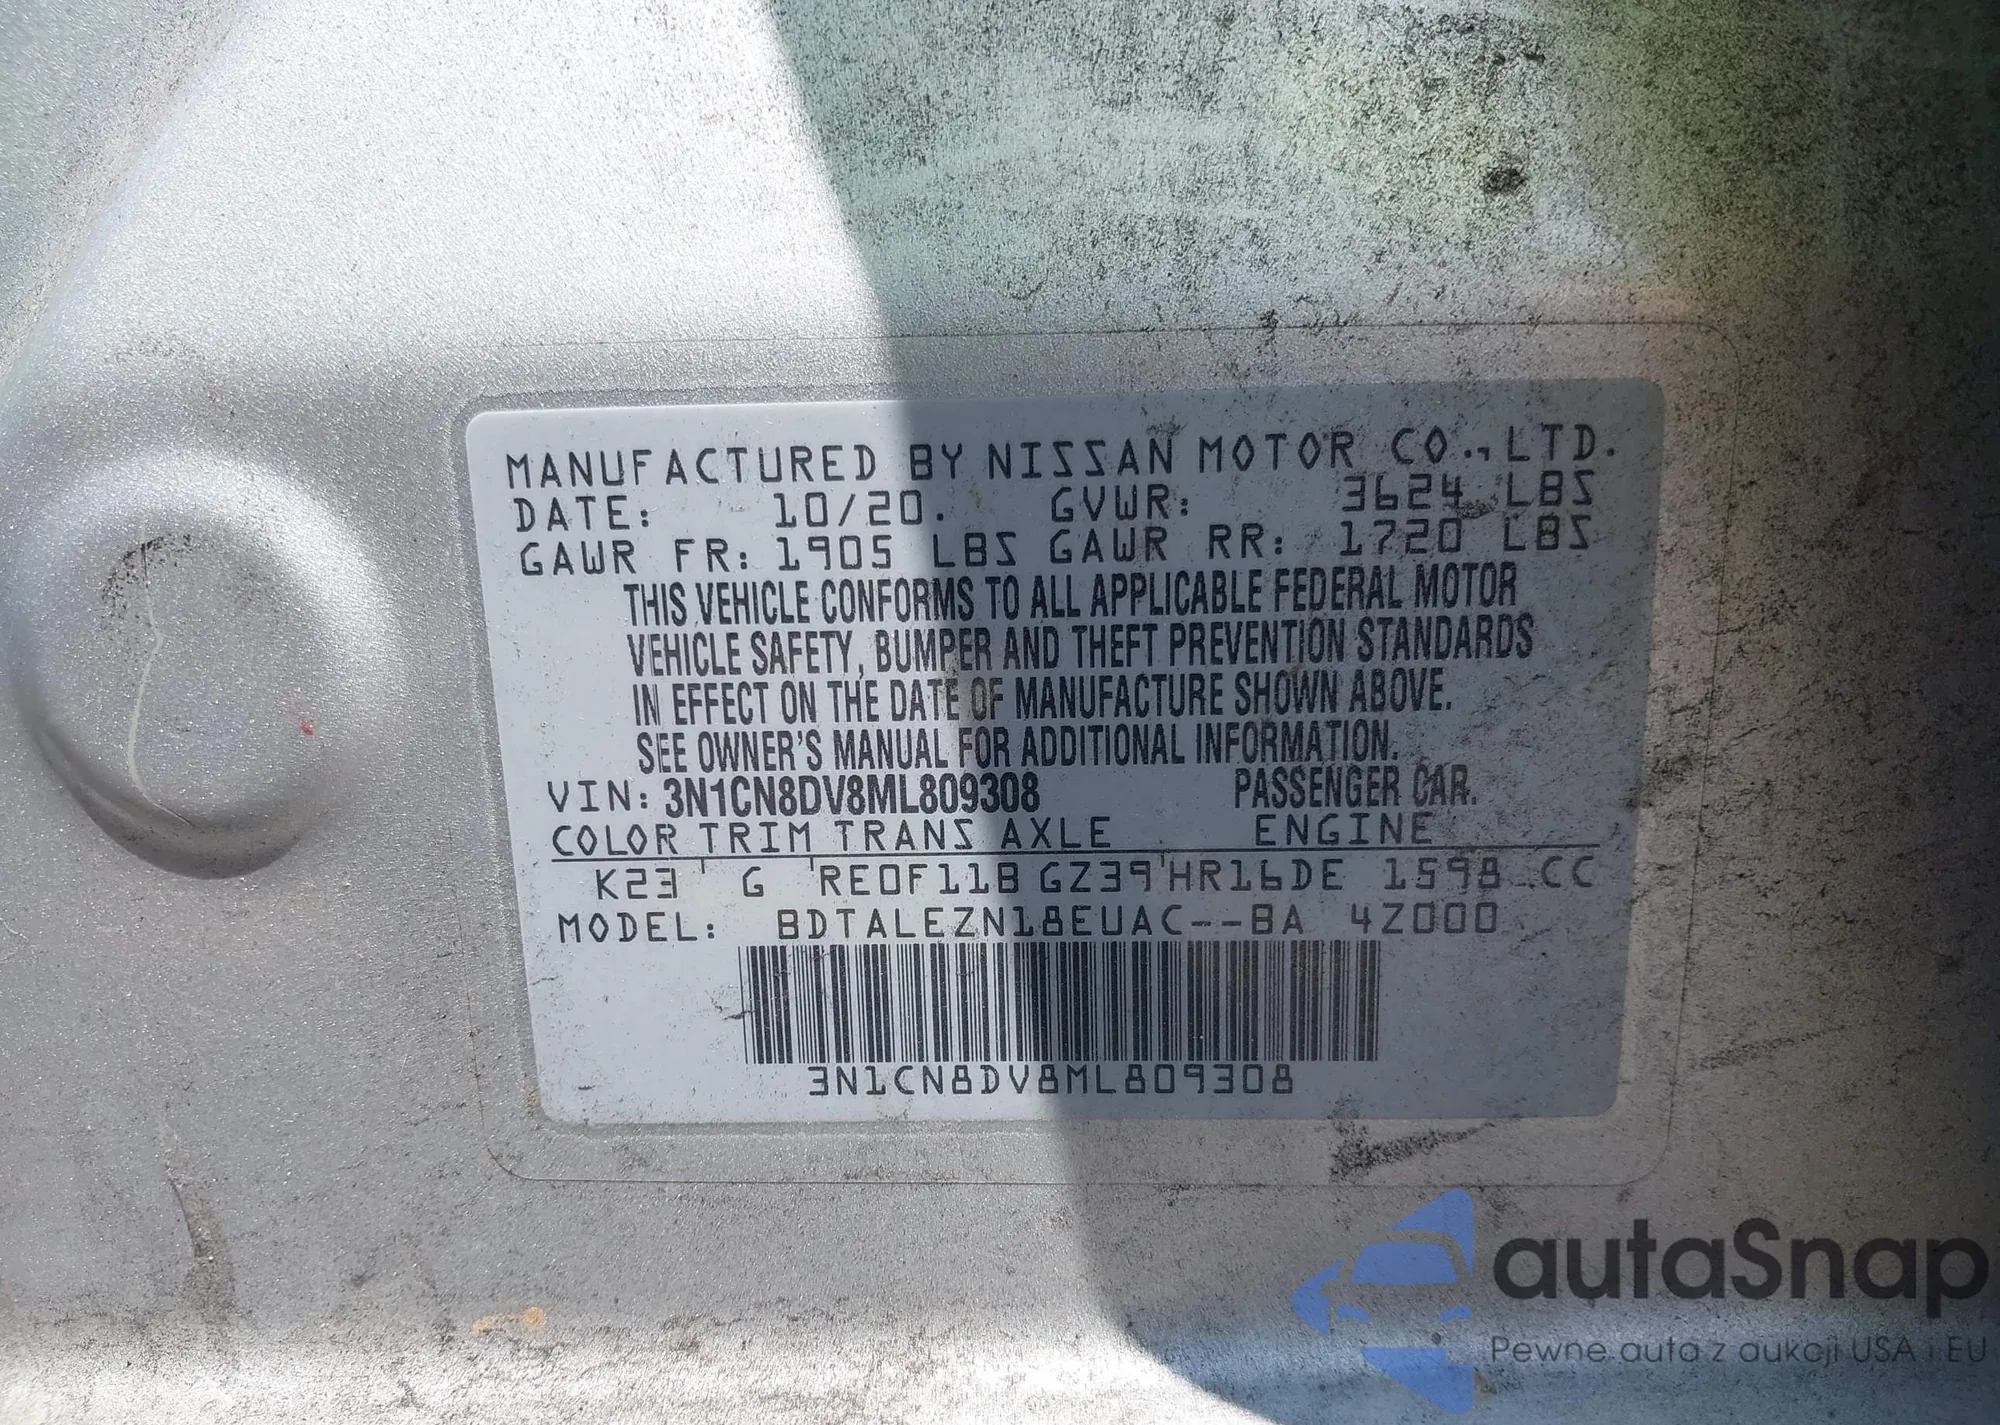 MANUFACTURED BY NISSAN MOTOR CO., LTD.
DATE: 10/20. GVWR: 3624 LBS
GAWR FR: 1905 LBS GAWR RR: 1720 LBS
THIS VEHICLE CONFORMS TO ALL APPLICABLE FEDERAL MOTOR
VEHICLE SAFETY, BUMPER AND THEFT PREVENTION STANDARDS
IN EFFECT ON THE DATE OF MANUFACTURE SHOWN ABOVE.
SEE OWNER'S MANUAL FOR ADDITIONAL INFORMATION.
VIN: 3N1CN8DV8ML809308 PASSENGER CAR.
COLOR TRIM TRANS AXLE ENGINE
K23 G RE0F11B GZ39 HR16DE 1598 CC
MODEL: BDTALEZN18EUAC--BA 4Z000
3N1CN8DV8ML809308
autaSnap
Pewne auta z aukcji USA i EU